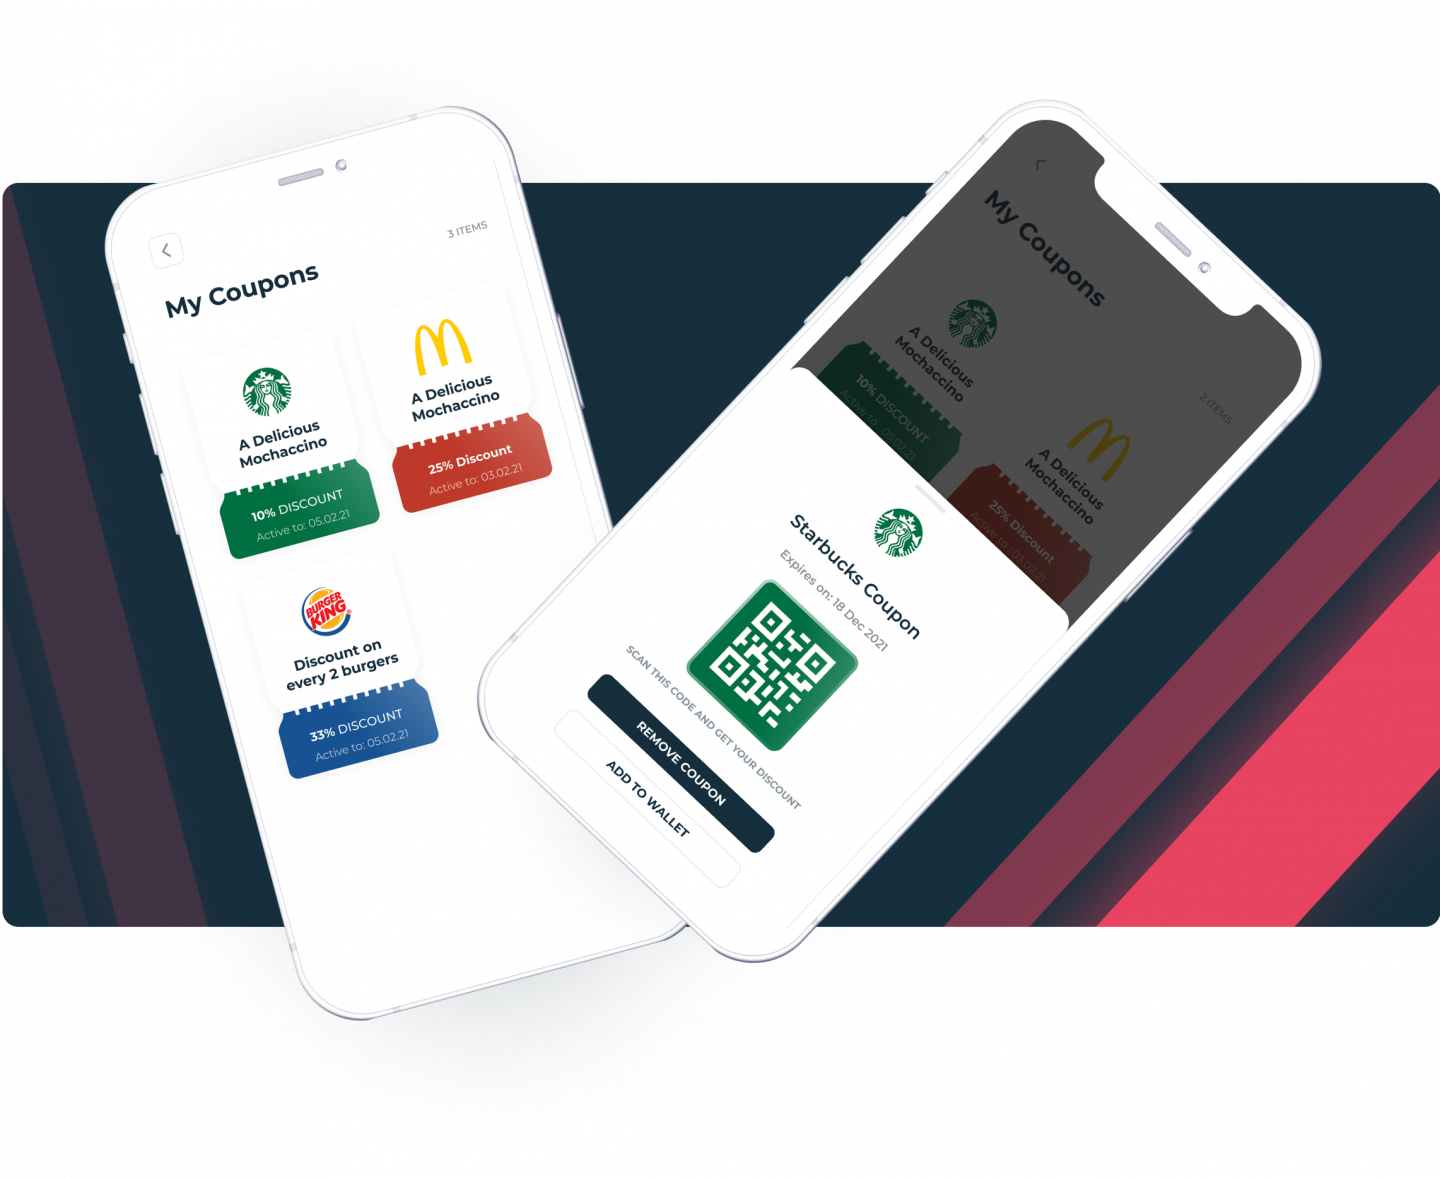 3 ITEMS
My Coupons
A Delicious
Mochaccino
10% DISCOUNT
Active to: 05.02.21
A Delicious
Mochaccino
25% Discount
Active to: 03.02.21
BURGER
KING
Discount on
every 2 burgers
33% DISCOUNT
Active to: 05.02.21
My Coupons
2 ITEMS
A Delicious
Mochaccino
10% DISCOUNT
Active to: 05.02.21
A Delicious
Mochaccino
25% Discount
Active to: 03.02.21
Starbucks Coupon
Expires on: 18 Dec 2021
SCAN THIS CODE AND GET YOUR DISCOUNT
REMOVE COUPON
ADD TO WALLET